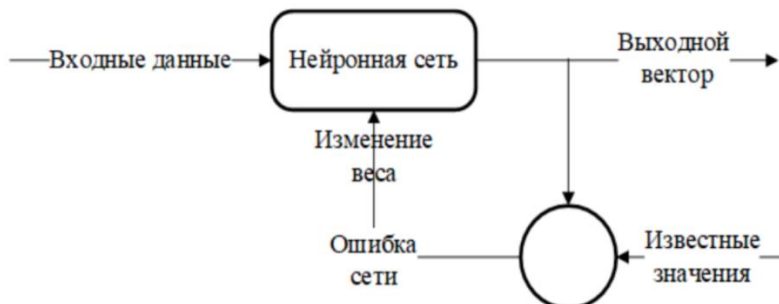 Входные данные
Нейронная сеть
Выходной
вектор
Изменение
веса
Ошибка
сети
Известные
значения